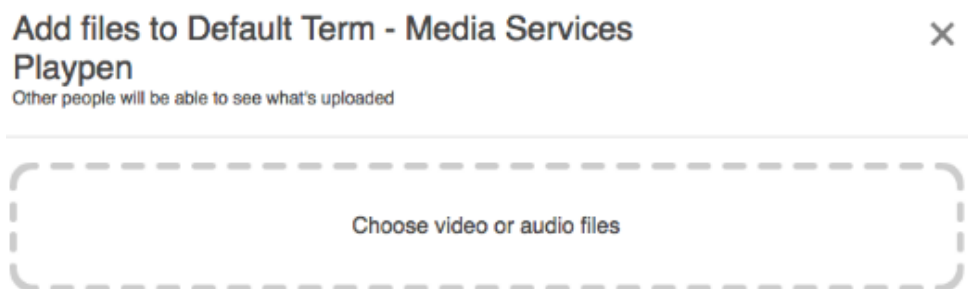 Add files to Default Term - Media Services
Playpen
Other people will be able to see what's uploaded
Choose video or audio files